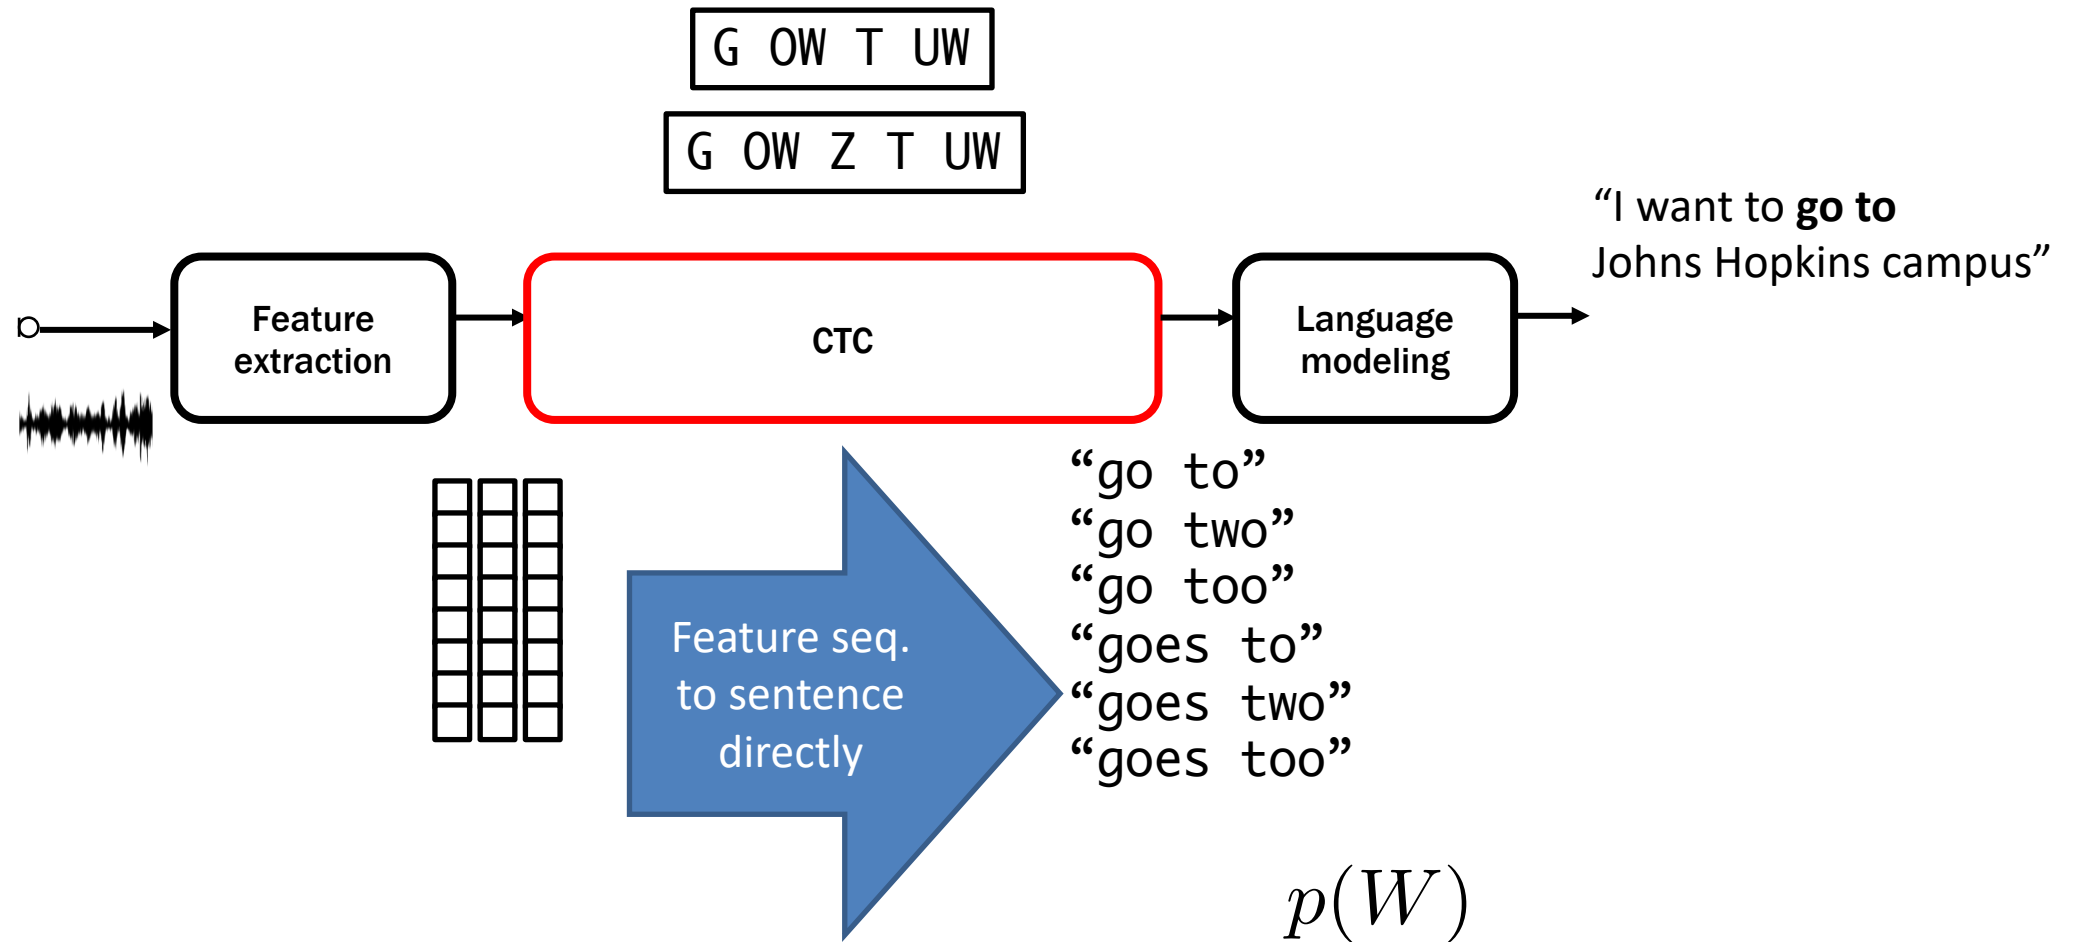 G OW T UW
G OW Z T UW
“I want to go to
Johns Hopkins campus”
Feature
extraction
CTC
Language
modeling
“go to”
“go two”
“go too”
“goes to”
“goes two”
“goes too”
Feature seq.
to sentence
directly
p(W)